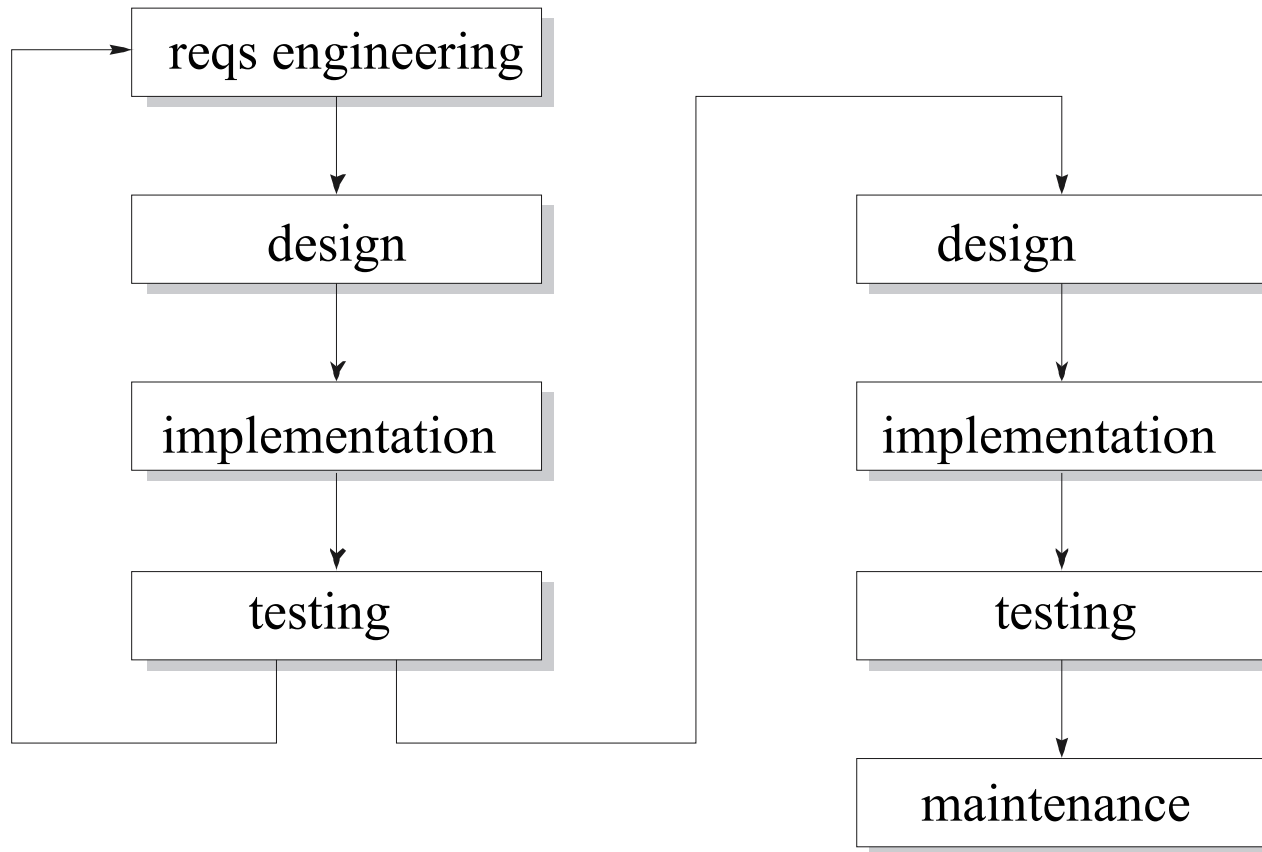 reqs engineering
design
implementation
testing
design
implementation
testing
maintenance